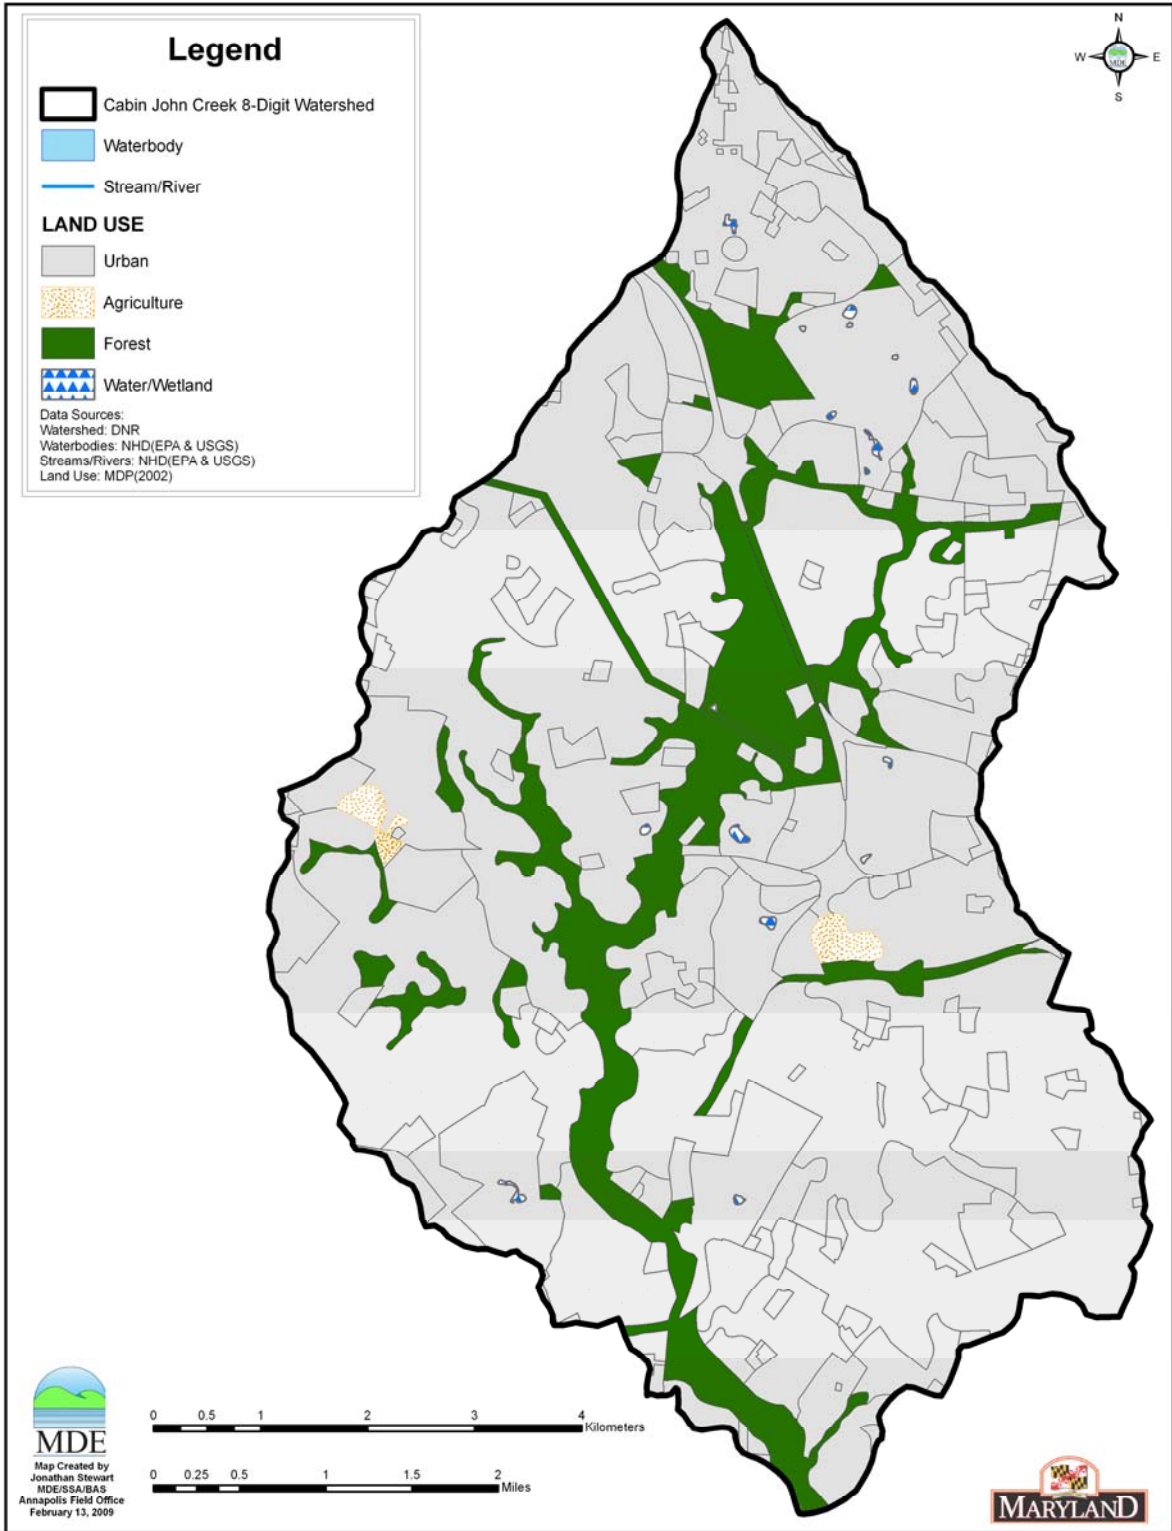 Legend
Cabin John Creek 8-Digit Watershed
Waterbody
Stream/River
LAND USE
Urban
Agriculture
Forest
Water/Wetland
Data Sources:
Watershed: DNR
Waterbodies: NHD(EPA & USGS)
Streams/Rivers: NHD(EPA & USGS)
Land Use: MDP(2002)
N
W E
MDE
S
MDE
Map Created by
Jonathan Stewart
MDE/SSA/BAS
Annapolis Field Office
February 13, 2009
0 0.5 1 2 3 4
Kilometers
0 0.25 0.5 1 1.5 2
Miles
MARYLAND